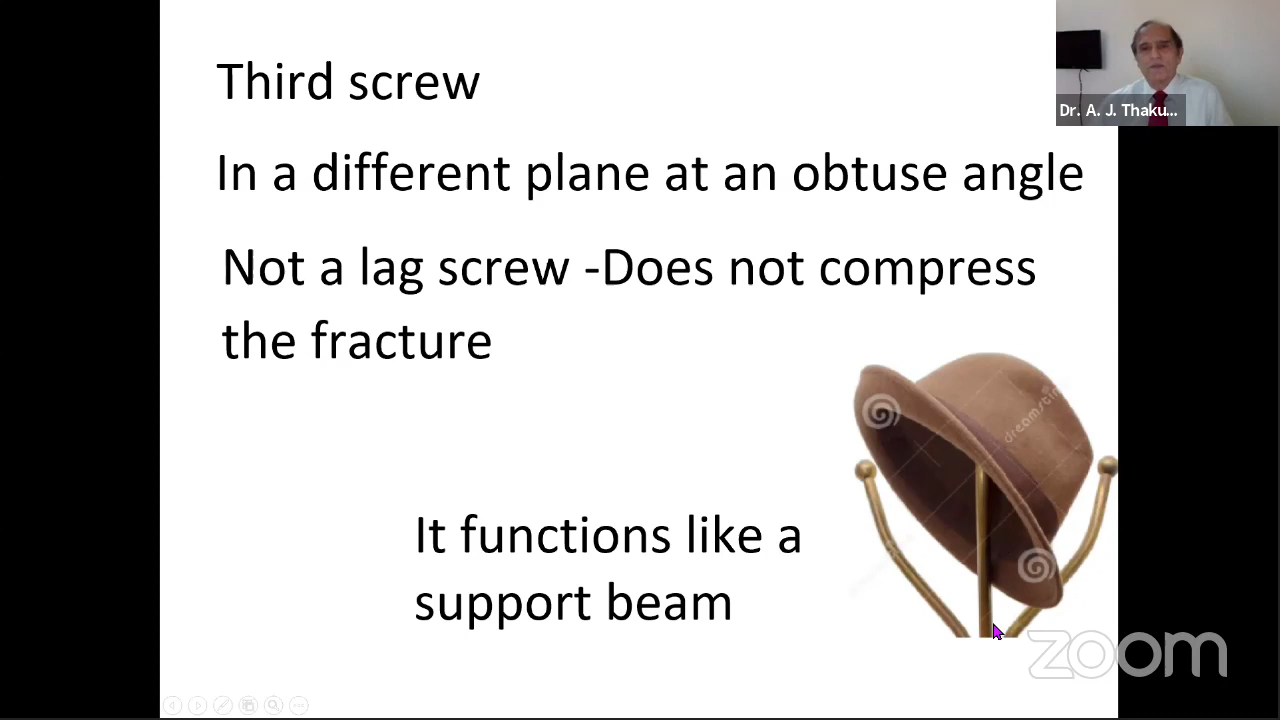 Third screw
Dr. A. J. Thaku...
In a different plane at an obtuse angle
Not a lag screw -Does not compress
the fracture
It functions like a
support beam
zoom